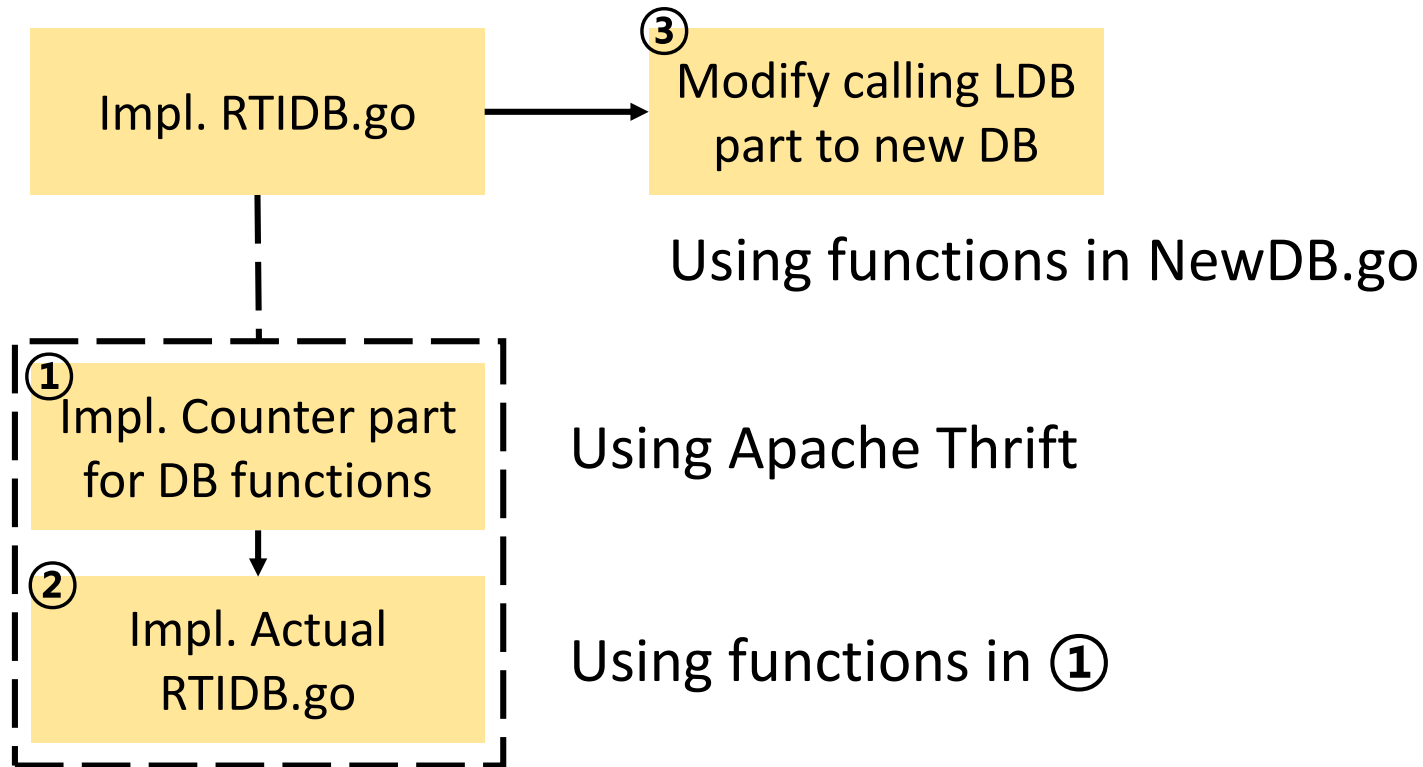 Impl. RTIDB.go
③
Modify calling LDB
part to new DB
Using functions in NewDB.go
①
Impl. Counter part
for DB functions
Using Apache Thrift
②
Impl. Actual
RTIDB.go
Using functions in ①